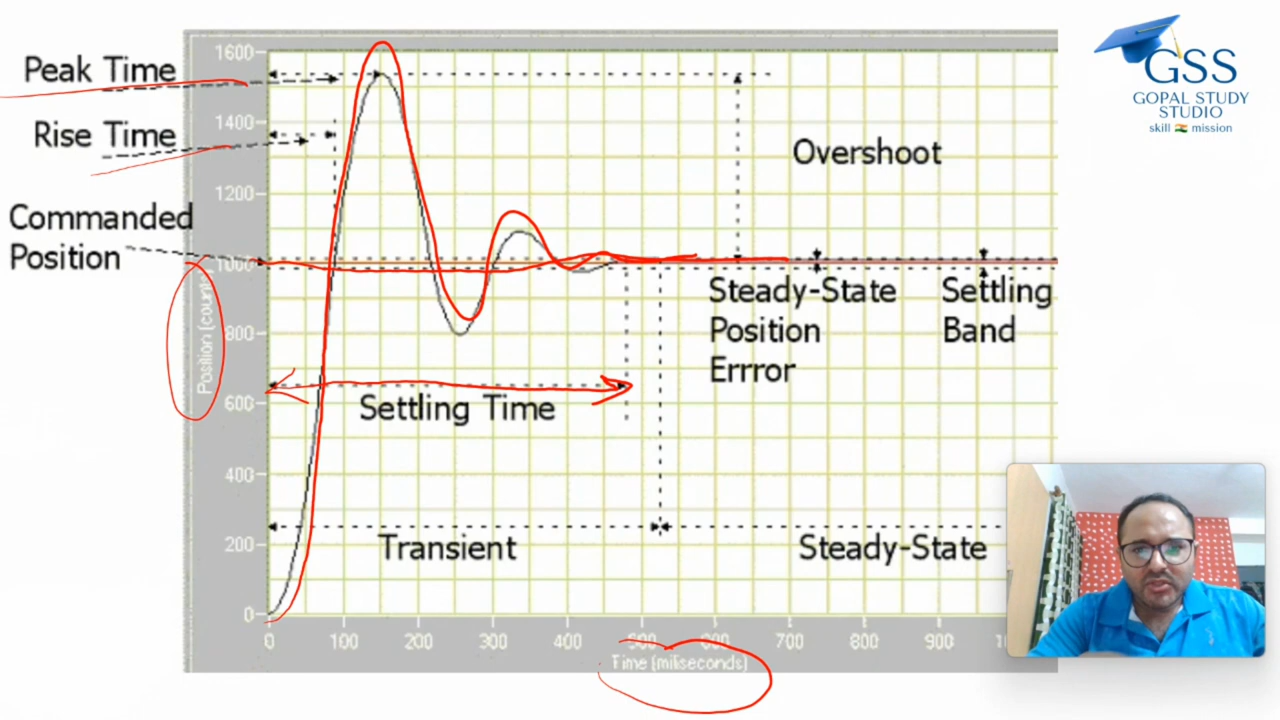 Peak Time
Rise Time
Commanded
Position
1600
1400
1200
1000
800
600
400
200
0
0 100 200 300 400 500 600 700 800 900
Time (miliseconds)
Overshoot
Steady-State
Position
Errror
Settling
Band
Settling Time
Transient
Steady-State
GSS
GOPAL STUDY
STUDIO
skill mission